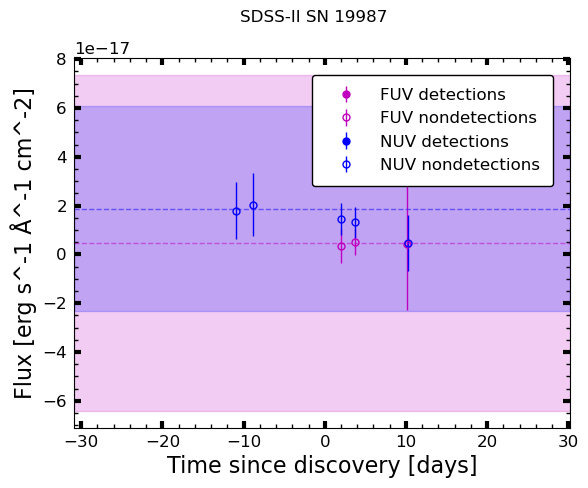 SDSS-II SN 19987
1e−17
FUV detections
FUV nondetections
NUV detections
NUV nondetections
8
6
4
2
0
−2
−4
−6
Flux [erg s^-1 Å^-1 cm^-2]
−30 −20 −10 0 10 20 30
Time since discovery [days]